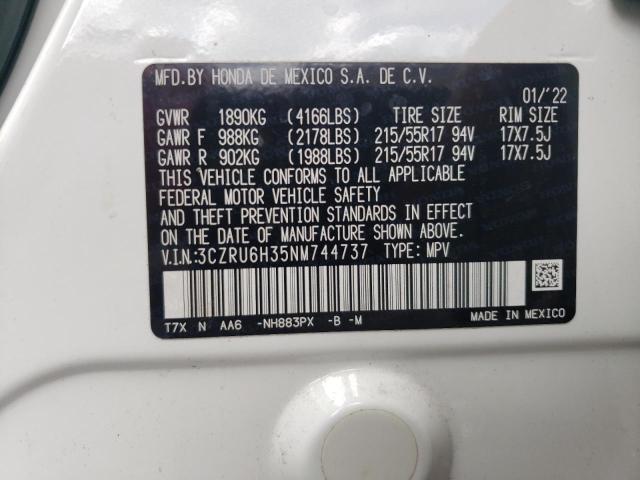 MFD.BY HONDA DE MEXICO S.A. DE C.V.
01/'22
GVWR 1890KG (4166LBS) TIRE SIZE RIM SIZE
GAWR F 988KG (2178LBS) 215/55R17 94V 17X7.5J
GAWR R 902KG (1988LBS) 215/55R17 94V 17X7.5J
THIS VEHICLE CONFORMS TO ALL APPLICABLE
FEDERAL MOTOR VEHICLE SAFETY
AND THEFT PREVENTION STANDARDS IN EFFECT
ON DATE OF MANUFACTURE SHOWN ABOVE.
V.I.N.:3CZRU6H35NM744737 TYPE: MPV
T7X N AA6 -NH883PX -B -M
MADE IN MEXICO